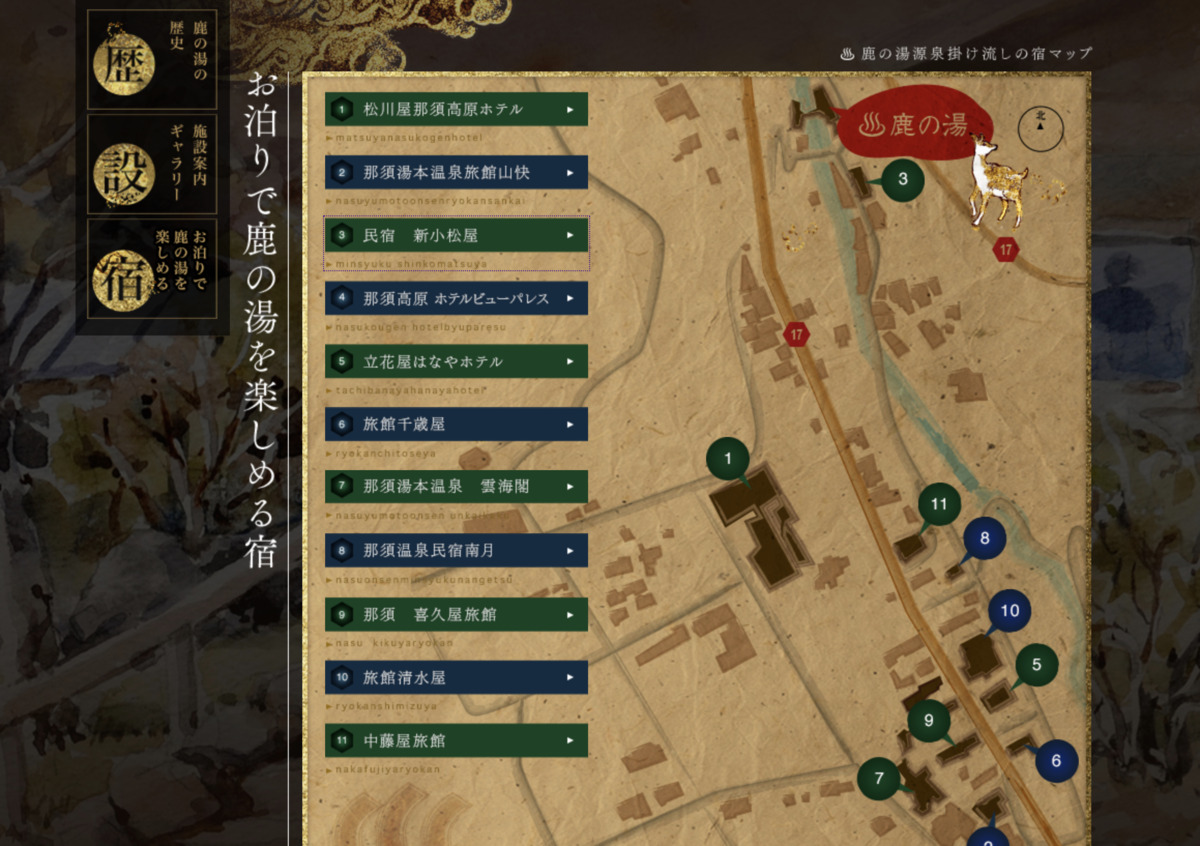 鹿の湯の
歴史
歴
施設案内
ギャラリー
設
お泊りで
鹿の湯を
楽しめる
宿
お泊りで鹿の湯を楽しめる宿
鹿の湯源泉掛け流しの宿マップ
1 松川屋那須高原ホテル
matsuyanasukogenhotel
2 那須湯本温泉旅館山快
nasuyumotoonsenryokansankai
3 民宿 新小松屋
minsyuku shinkomatsuya
4 那須高原 ホテルビューパレス
nasukougen hotelbyuparesu
5 立花屋はなやホテル
tachibanayahanayahotel
6 旅館千歳屋
ryokanchitoseya
7 那須湯本温泉 雲海閣
nasuyumotoonsen unkaikaku
8 那須温泉民宿南月
nasuonsenminsyukunangetsu
9 那須 喜久屋旅館
nasu kikuyaryokan
10 旅館清水屋
ryokanshimizuya
11 中藤屋旅館
nakafujiyaryokan
鹿の湯
北
3
17
17
1
11
8
10
5
9
6
7